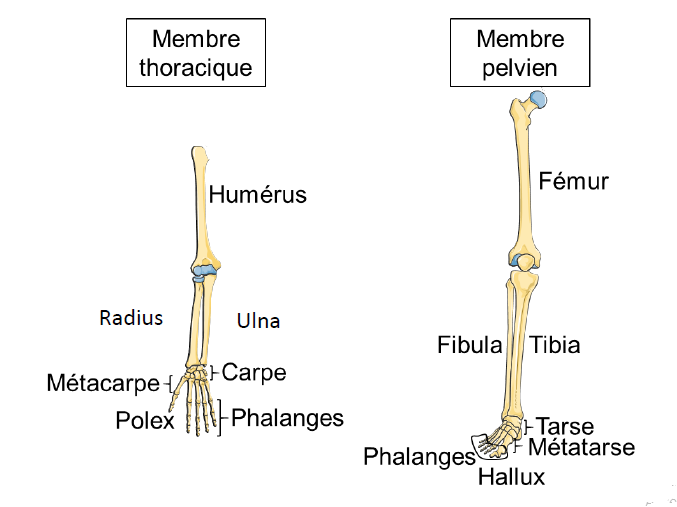 Membre
thoracique
Membre
pelvien
Humérus
Fémur
Radius
Ulna
Fibula
Tibia
Métacarpe
Carpe
Polex
Phalanges
Tarse
Métatarse
Phalanges
Hallux